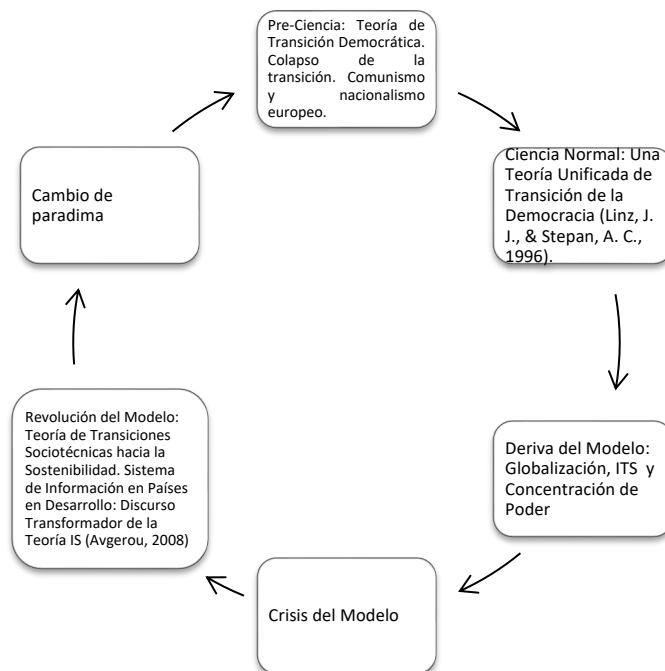 Pre-Ciencia: Teoría de
Transición Democrática.
Colapso de la
transición. Comunismo
y nacionalismo
europeo.
Ciencia Normal: Una
Teoría Unificada de
Transición de la
Democracia (Linz, J.
J., & Stepan, A. C.,
1996).
Deriva del Modelo:
Globalización, ITS y
Concentración de
Poder
Crisis del Modelo
Revolución del Modelo:
Teoría de Transiciones
Sociotécnicas hacia la
Sostenibilidad. Sistema
de Información en Países
en Desarrollo: Discurso
Transformador de la
Teoría IS (Avgerou, 2008)
Cambio de
paradima